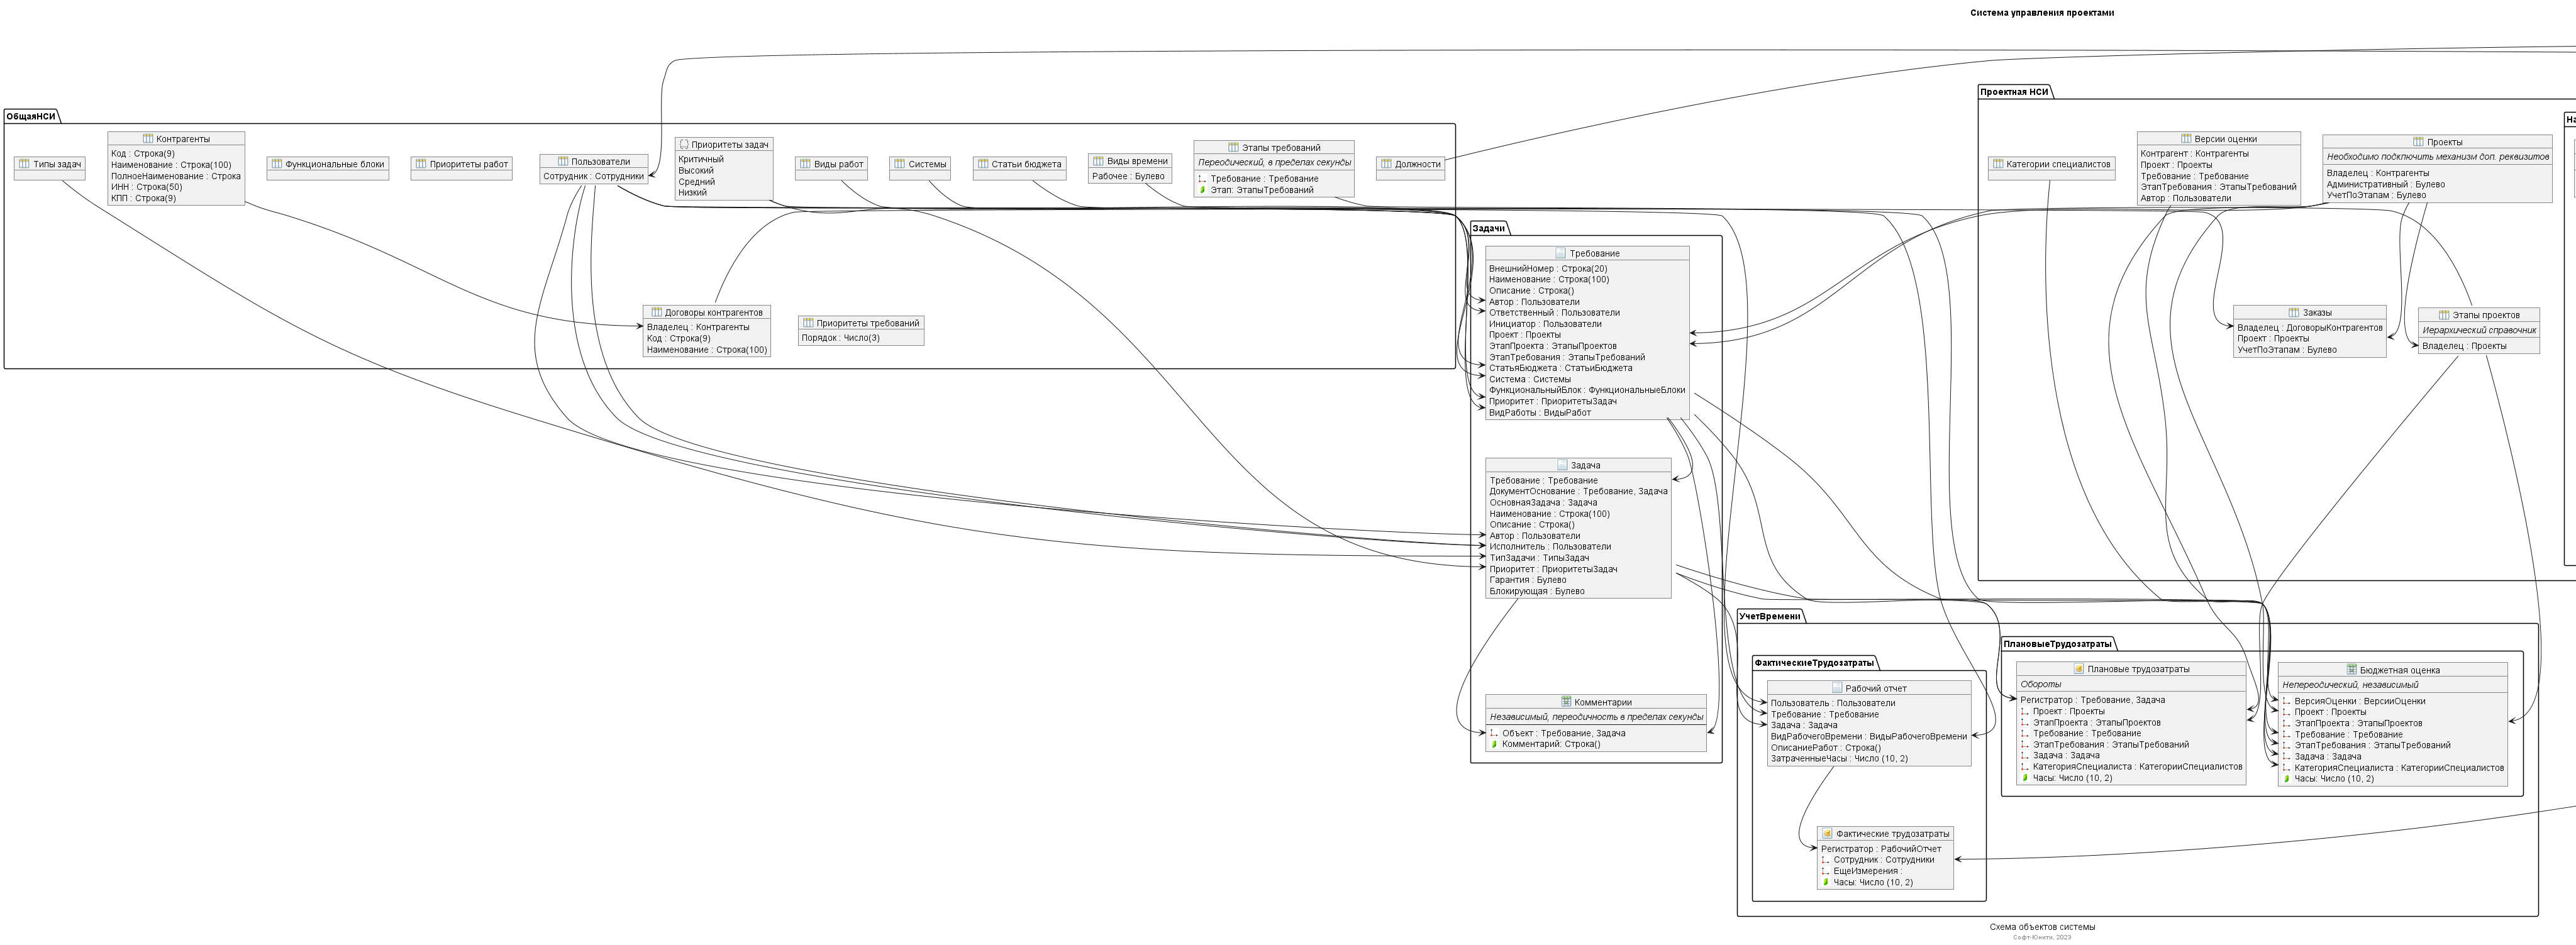 Система управления проектами
ОбщаяНСИ
Типы задач
Контрагенты
Код : Строка(9)
Наименование : Строка(100)
ПолноеНаименование : Строка
ИНН : Строка(50)
КПП : Строка(9)
Функциональные блоки
Приоритеты работ
Пользователи
Сотрудник : Сотрудники
Приоритеты задач
Критичный
Высокий
Средний
Низкий
Виды работ
Системы
Статьи бюджета
Виды времени
Рабочее : Булево
Этапы требований
Переодический, в пределах секунды
Требование : Требование
Этап: ЭтапыТребований
Должности
Договоры контрагентов
Владелец : Контрагенты
Код : Строка(9)
Наименование : Строка(100)
Приоритеты требований
Порядок : Число(3)
Задачи
Требование
ВнешнийНомер : Строка(20)
Наименование : Строка(100)
Описание : Строка()
Автор : Пользователи
Ответственный : Пользователи
Инициатор : Пользователи
Проект : Проекты
ЭтапПроекта : ЭтапыПроектов
ЭтапТребования : ЭтапыТребований
СтатьяБюджета : СтатьиБюджета
Система : Системы
ФункциональныйБлок : ФункциональныеБлоки
Приоритет : ПриоритетыЗадач
ВидРаботы : ВидыРабот
Задача
Требование : Требование
ДокументОснование : Требование, Задача
ОсновнаяЗадача : Задача
Наименование : Строка(100)
Описание : Строка()
Автор : Пользователи
Исполнитель : Пользователи
ТипЗадачи : ТипыЗадач
Приоритет : ПриоритетыЗадач
Гарантия : Булево
Блокирующая : Булево
Комментарии
Независимый, переодичность в пределах секунды
Объект : Требование, Задача
Комментарий: Строка()
Проектная НСИ
Категории специалистов
Версии оценки
Контрагент : Контрагенты
Проект : Проекты
Требование : Требование
ЭтапТребования : ЭтапыТребований
Автор : Пользователи
Проекты
Необходимо подключить механизм доп. реквизитов
Владелец : Контрагенты
Административный : Булево
УчетПоЭтапам : Булево
Заказы
Владелец : ДоговорыКонтрагентов
Проект : Проекты
УчетПоЭтапам : Булево
Этапы проектов
Иерархический справочник
Владелец : Проекты
УчетВремени
ФактическиеТрудозатраты
Рабочий отчет
Пользователь : Пользователи
Требование : Требование
Задача : Задача
ВидРабочегоВремени : ВидыРабочегоВремени
ОписаниеРабот : Строка()
ЗатраченныеЧасы : Число (10, 2)
Фактические трудозатраты
Регистратор : РабочийОтчет
Сотрудник : Сотрудники
ЕщеИзмерения :
Часы: Число (10, 2)
ПлановыеТрудозатраты
Плановые трудозатраты
Обороты
Регистратор : Требование, Задача
Проект : Проекты
ЭтапПроекта : ЭтапыПроектов
Требование : Требование
ЭтапТребования : ЭтапыТребований
Задача : Задача
КатегорияСпециалиста : КатегорииСпециалистов
Часы: Число (10, 2)
Бюджетная оценка
Непереодический, независимый
ВерсияОценки : ВерсииОценки
Проект : Проекты
ЭтапПроекта : ЭтапыПроектов
Требование : Требование
ЭтапТребования : ЭтапыТребований
Задача : Задача
КатегорияСпециалиста : КатегорииСпециалистов
Часы: Число (10, 2)
Схема объектов системы
Софт-Юнити, 2023